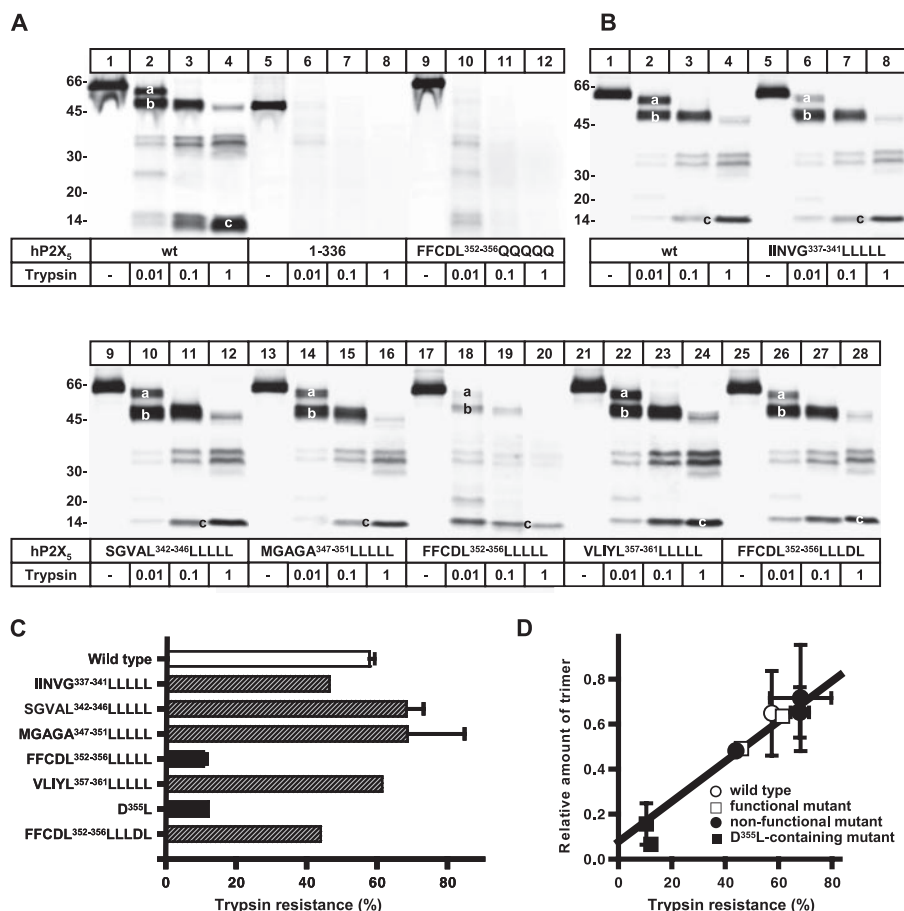 A
1 2 3 4 5 6 7 8 9 10 11 12
66-
45-
30-
20-
14-
a
b
c
hP2X₅ wt 1-336 FFCDL³⁵²⁻³⁵⁶QQQQQ
Trypsin - 0.01 0.1 1 - 0.01 0.1 1 - 0.01 0.1 1
B
1 2 3 4 5 6 7 8
66-
45-
30-
20-
14-
a a
b b
c c
wt IINVG³³⁷⁻³⁴¹LLLLL
- 0.01 0.1 1 - 0.01 0.1 1
9 10 11 12 13 14 15 16 17 18 19 20 21 22 23 24 25 26 27 28
66-
45-
30-
20-
14-
a a a a a
b b b b b
c c c c c
hP2X₅ SGVAL³⁴²⁻³⁴⁶LLLLL MGAGA³⁴⁷⁻³⁵¹LLLLL FFCDL³⁵²⁻³⁵⁶LLLLL VLIYL³⁵⁷⁻³⁶¹LLLLL FFCDL³⁵²⁻³⁵⁶LLLDL
Trypsin - 0.01 0.1 1 - 0.01 0.1 1 - 0.01 0.1 1 - 0.01 0.1 1 - 0.01 0.1 1
C
Wild type
IINVG³³⁷⁻³⁴¹LLLLL
SGVAL³⁴²⁻³⁴⁶LLLLL
MGAGA³⁴⁷⁻³⁵¹LLLLL
FFCDL³⁵²⁻³⁵⁶LLLLL
VLIYL³⁵⁷⁻³⁶¹LLLLL
D³⁵⁵L
FFCDL³⁵²⁻³⁵⁶LLLDL
0 20 40 60 80
Trypsin resistance (%)
D
Relative amount of trimer
0.8
0.6
0.4
0.2
0.0
wild type
functional mutant
non-functional mutant
D³⁵⁵L-containing mutant
0 20 40 60 80
Trypsin resistance (%)